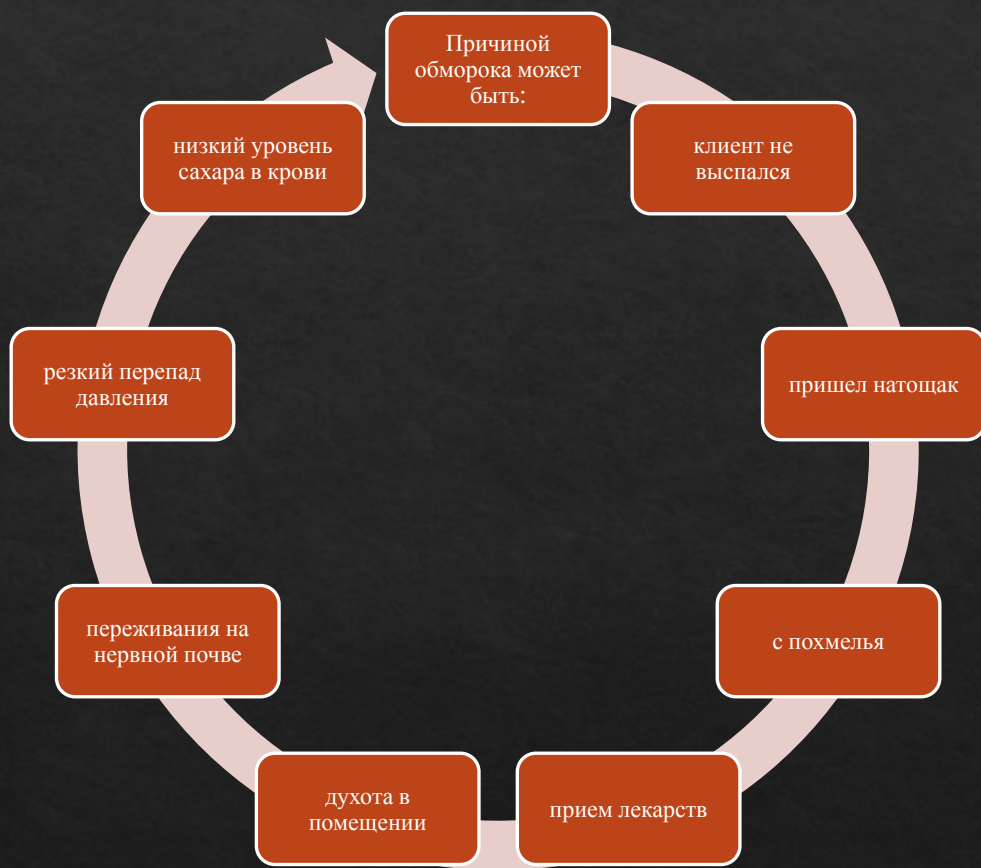 Причиной
обморока может
быть:
клиент не
выспался
пришел натощак
с похмелья
прием лекарств
духота в
помещении
переживания на
нервной почве
резкий перепад
давления
низкий уровень
сахара в крови